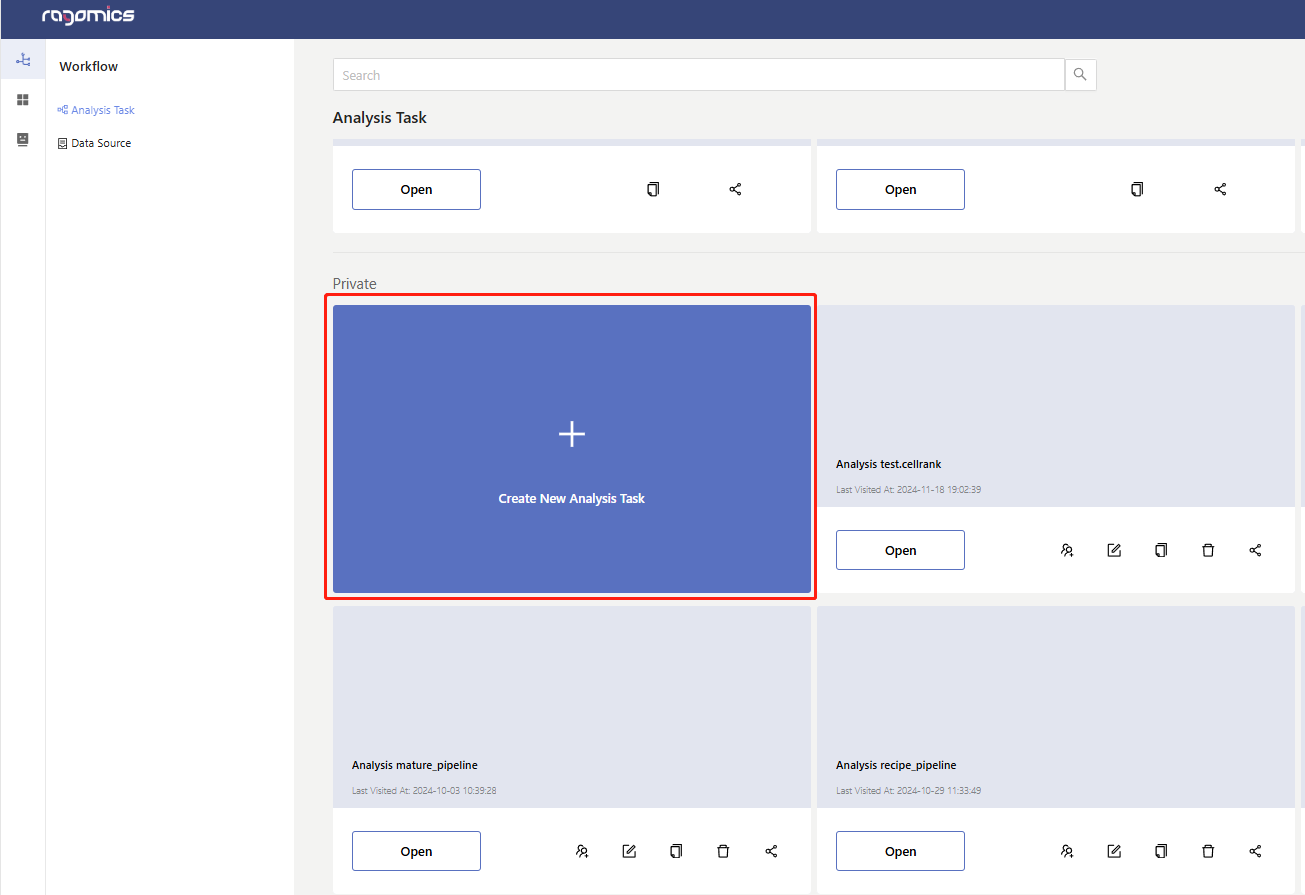 ragomics
Workflow
Analysis Task
Data Source
Search
Analysis Task
Open
Open
Private
Create New Analysis Task
Analysis test.cellrank
Last Visited At: 2024-11-18 19:02:39
Open
Analysis mature_pipeline
Last Visited At: 2024-10-03 10:39:28
Open
Analysis recipe_pipeline
Last Visited At: 2024-10-29 11:33:49
Open